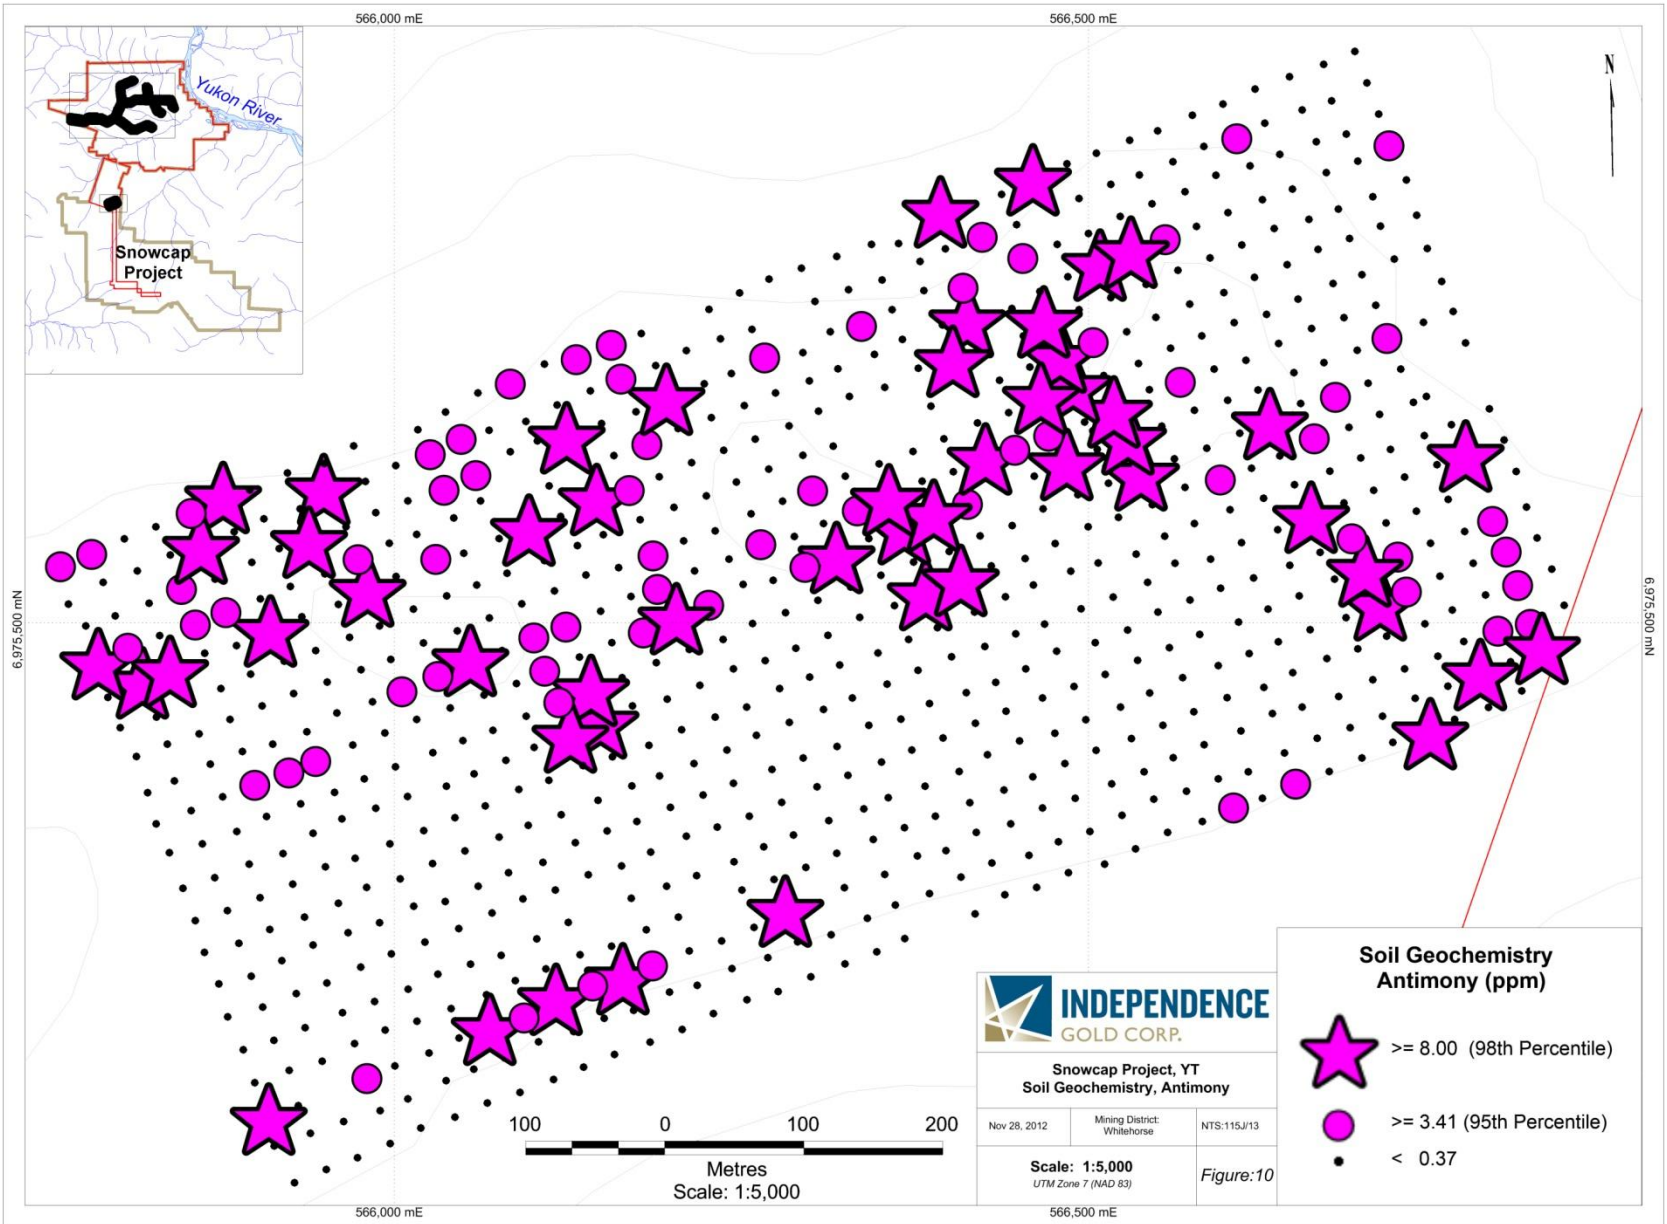 566,000 mE
566,500 mE
Yukon River
Snowcap
Project
N
6,975,500 mN
6,975,500 mN
100 0 100 200
Metres
Scale: 1:5,000
INDEPENDENCE
GOLD CORP.
Snowcap Project, YT
Soil Geochemistry, Antimony
Nov 28, 2012
Mining District:
Whitehorse
NTS:115J/13
Scale: 1:5,000
UTM Zone 7 (NAD 83)
Figure:10
Soil Geochemistry
Antimony (ppm)
>= 8.00 (98th Percentile)
>= 3.41 (95th Percentile)
< 0.37
566,000 mE
566,500 mE